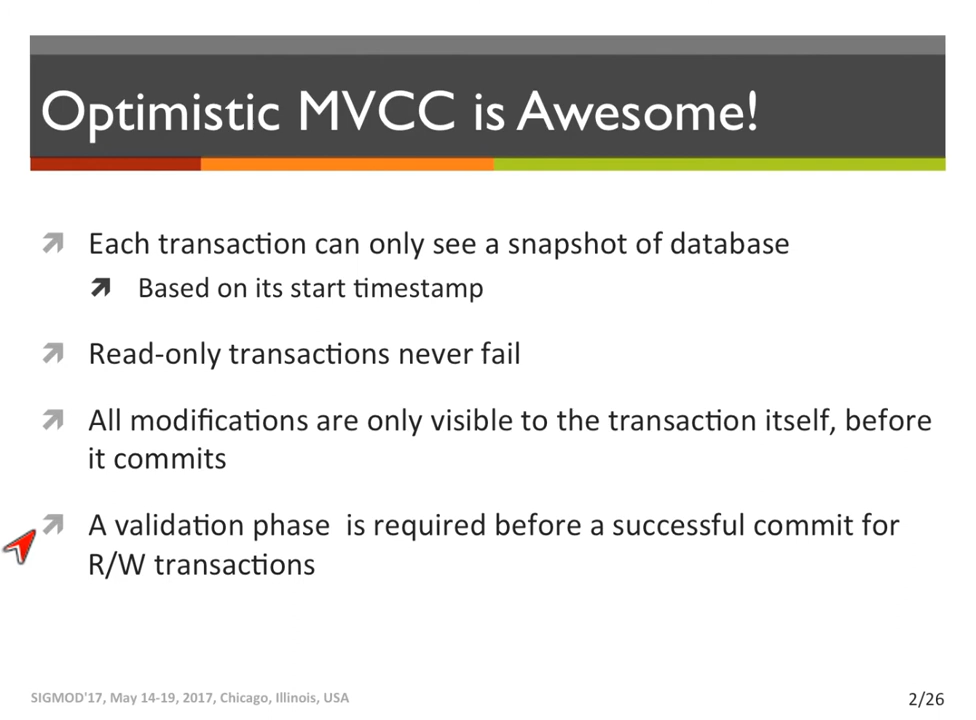 Optimistic MVCC is Awesome!
Each transaction can only see a snapshot of database
Based on its start timestamp
Read-only transactions never fail
All modifications are only visible to the transaction itself, before
it commits
A validation phase is required before a successful commit for
R/W transactions
SIGMOD'17, May 14-19, 2017, Chicago, Illinois, USA
2/26